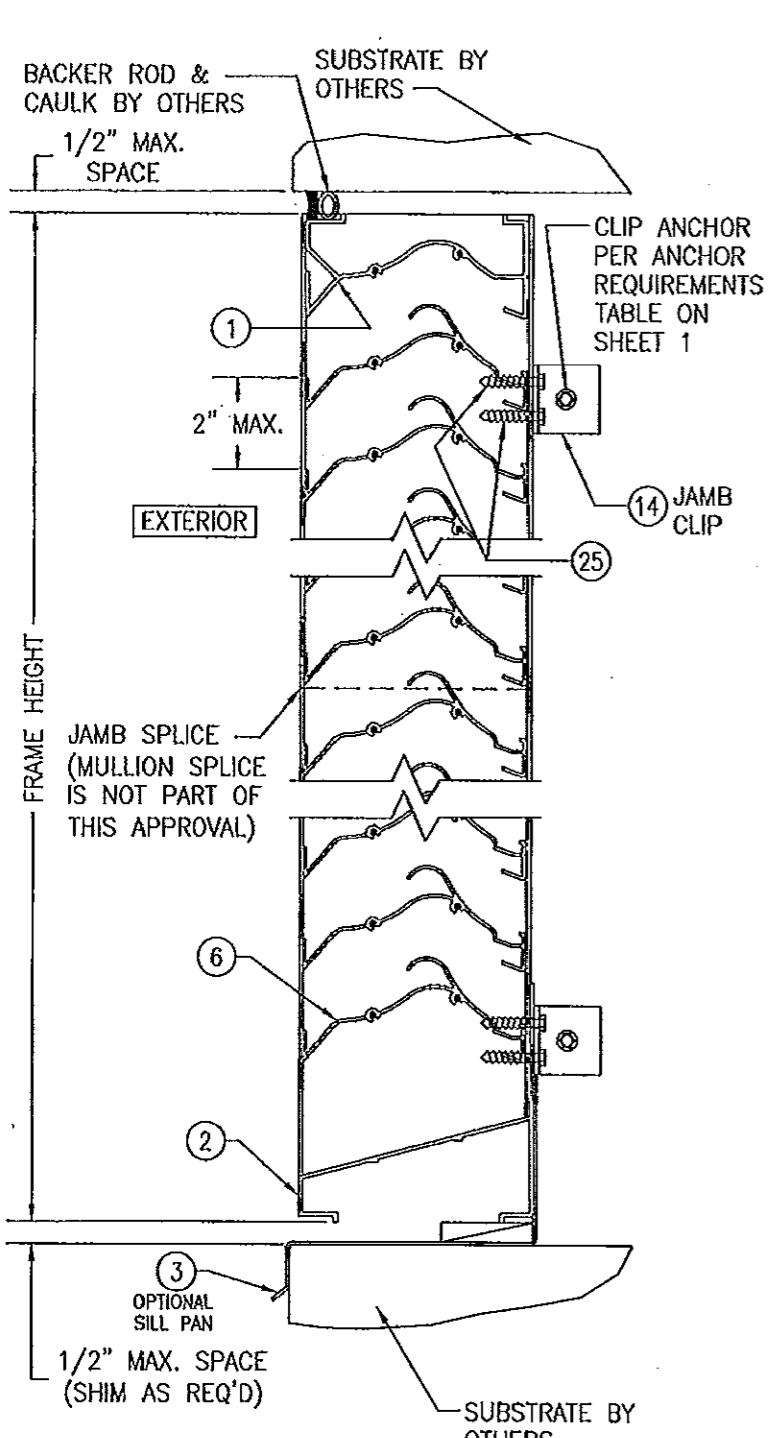 BACKER ROD &
CAULK BY OTHERS
SUBSTRATE BY
OTHERS
1/2" MAX.
SPACE
CLIP ANCHOR
PER ANCHOR
REQUIREMENTS
TABLE ON
SHEET 1
1
2" MAX.
EXTERIOR
14 JAMB
CLIP
25
FRAME HEIGHT
JAMB SPLICE
(MULLION SPLICE
IS NOT PART OF
THIS APPROVAL)
6
2
3
OPTIONAL
SILL PAN
1/2" MAX. SPACE
(SHIM AS REQ'D)
SUBSTRATE BY
OTHERS